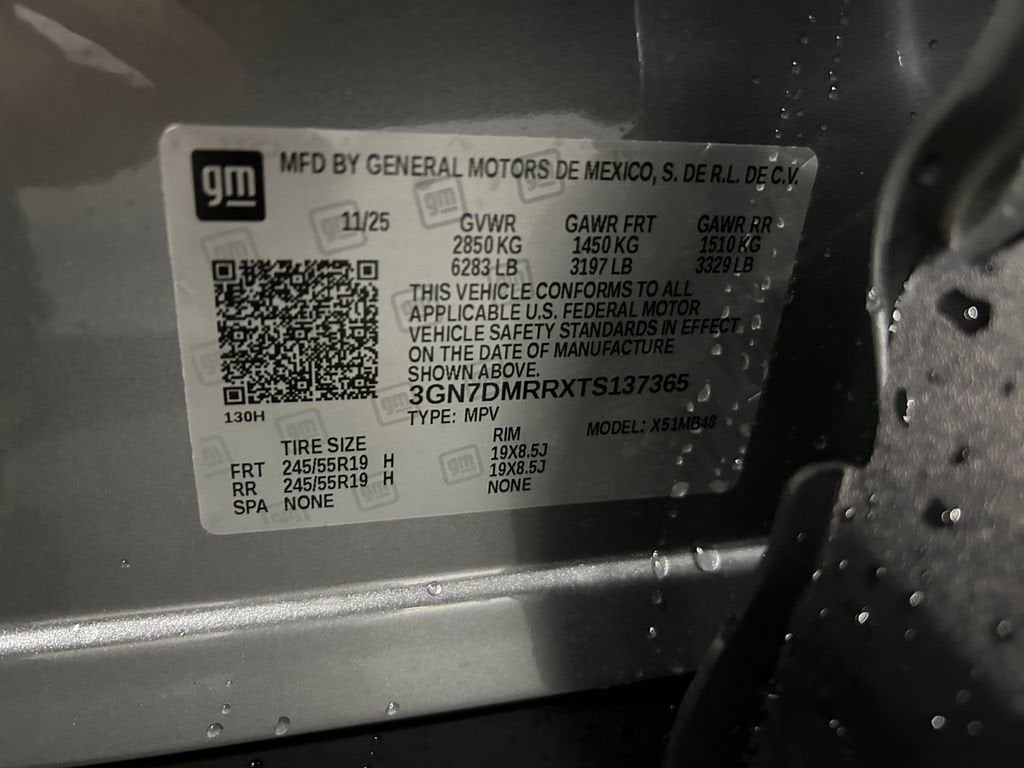 gm MFD BY GENERAL MOTORS DE MEXICO, S. DE R.L. DE C.V.
11/25 GVWR GAWR FRT GAWR RR
2850 KG 1450 KG 1510 KG
6283 LB 3197 LB 3329 LB
THIS VEHICLE CONFORMS TO ALL
APPLICABLE U.S. FEDERAL MOTOR
VEHICLE SAFETY STANDARDS IN EFFECT
ON THE DATE OF MANUFACTURE
SHOWN ABOVE.
3GN7DMRRXTS137365
130H TYPE: MPV MODEL: X51MB48
TIRE SIZE RIM
FRT 245/55R19 H 19X8.5J
RR 245/55R19 H 19X8.5J
SPA NONE NONE